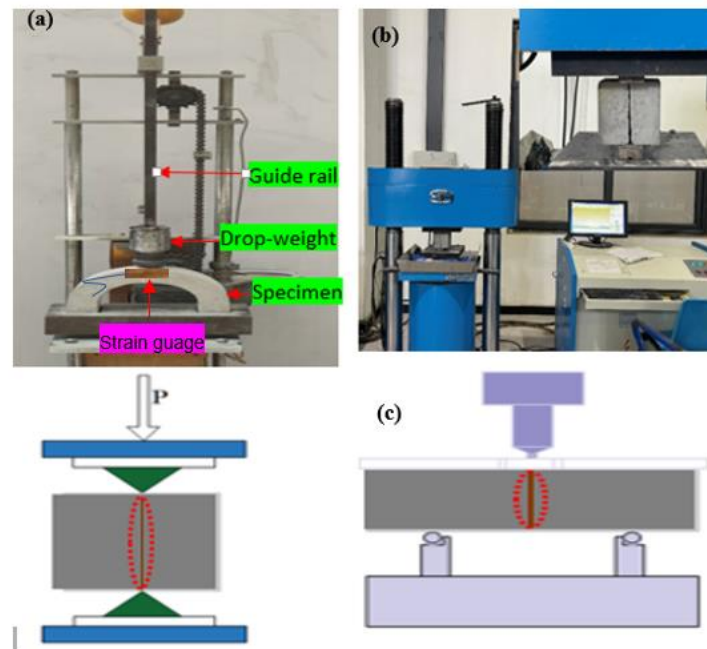 (a)
(b)
Guide rail
Drop-weight
Specimen
Strain guage
P
(c)